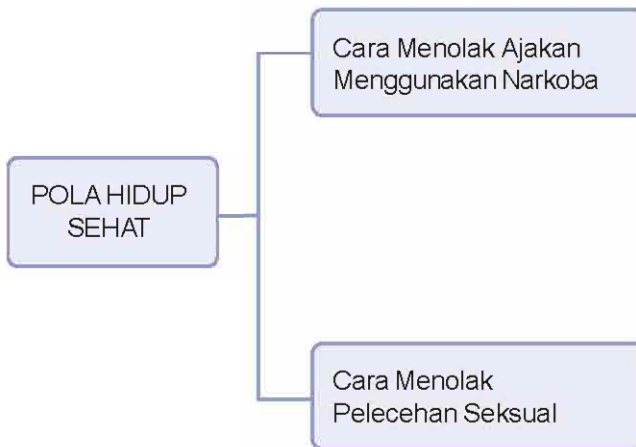 Cara Menolak Ajakan
Menggunakan Narkoba
POLA HIDUP
SEHAT
Cara Menolak
Pelecehan Seksual